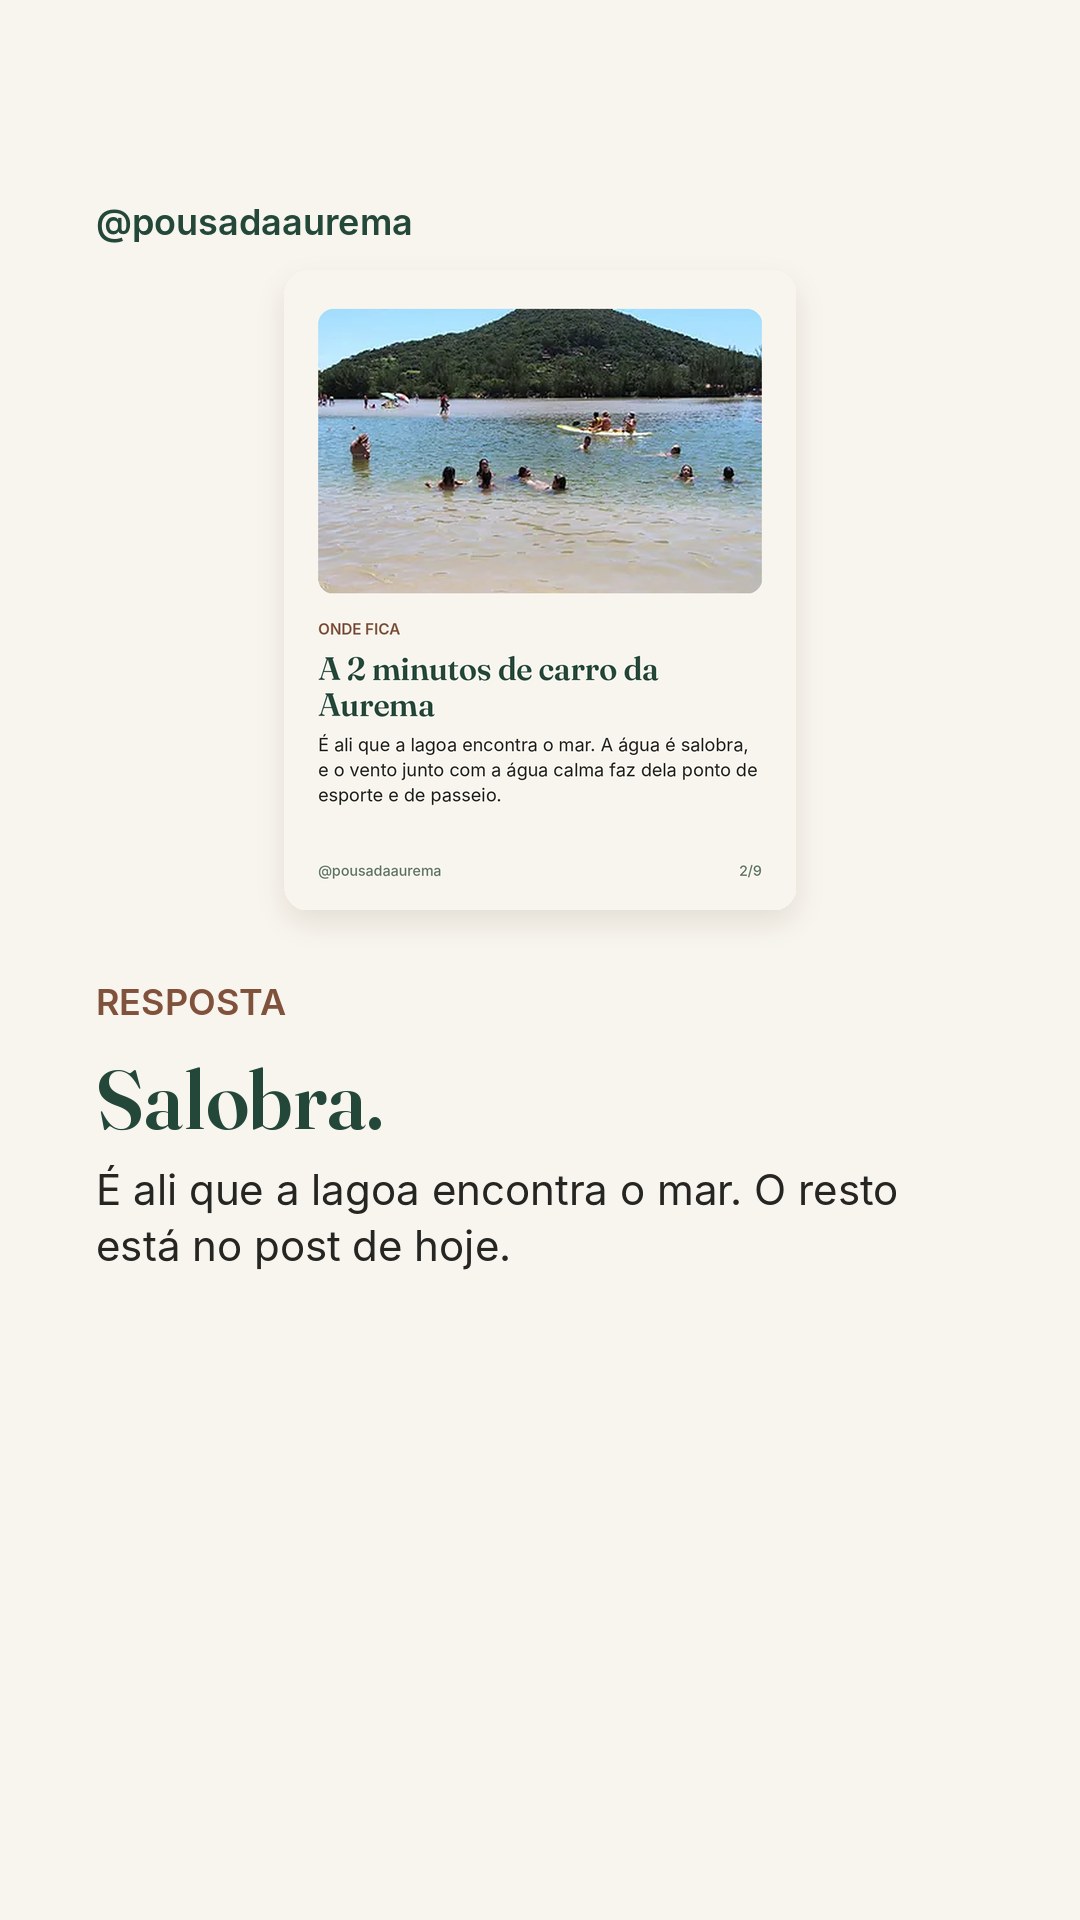 @pousadaaurema
ONDE FICA
A 2 minutos de carro da
Aurema
É ali que a lagoa encontra o mar. A água é salobra,
e o vento junto com a água calma faz dela ponto de
esporte e de passeio.
@pousadaaurema 2/9
RESPOSTA
Salobra.
É ali que a lagoa encontra o mar. O resto
está no post de hoje.